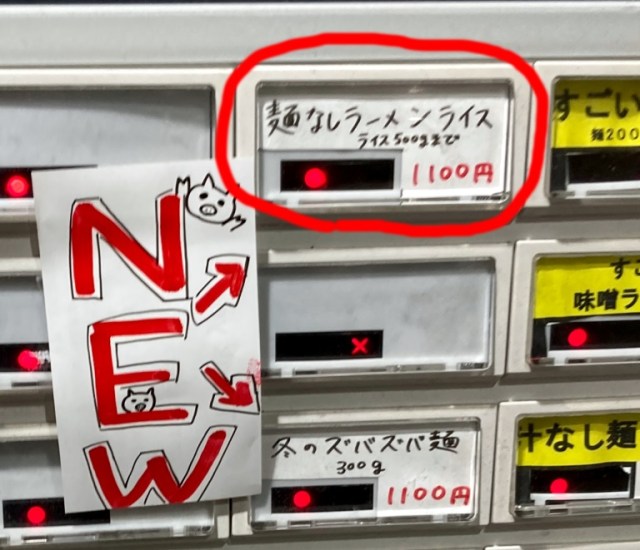 麺なしラーメンライス
ライス500gまで
1100円
すごい
麺200
NEW
す
味噌ラ
冬のズバズバ麺
300g
1100円
なし麺